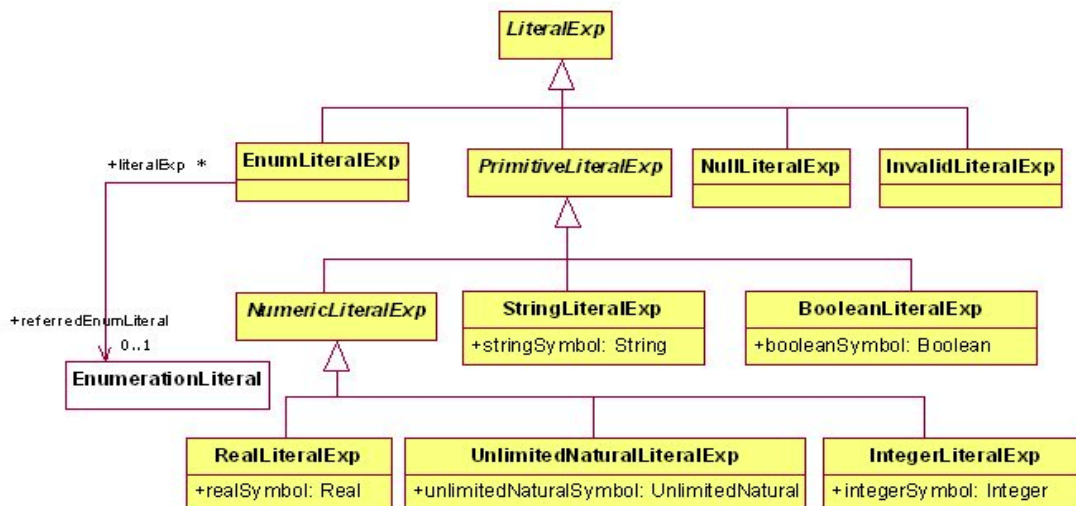 LiteralExp
+literalExp *
EnumLiteralExp
PrimitiveLiteralExp
NullLiteralExp
InvalidLiteralExp
+referredEnumLiteral
0..1
EnumerationLiteral
NumericLiteralExp
StringLiteralExp
+stringSymbol: String
BooleanLiteralExp
+booleanSymbol: Boolean
RealLiteralExp
+realSymbol: Real
UnlimitedNaturalLiteralExp
+unlimitedNaturalSymbol: UnlimitedNatural
IntegerLiteralExp
+integerSymbol: Integer